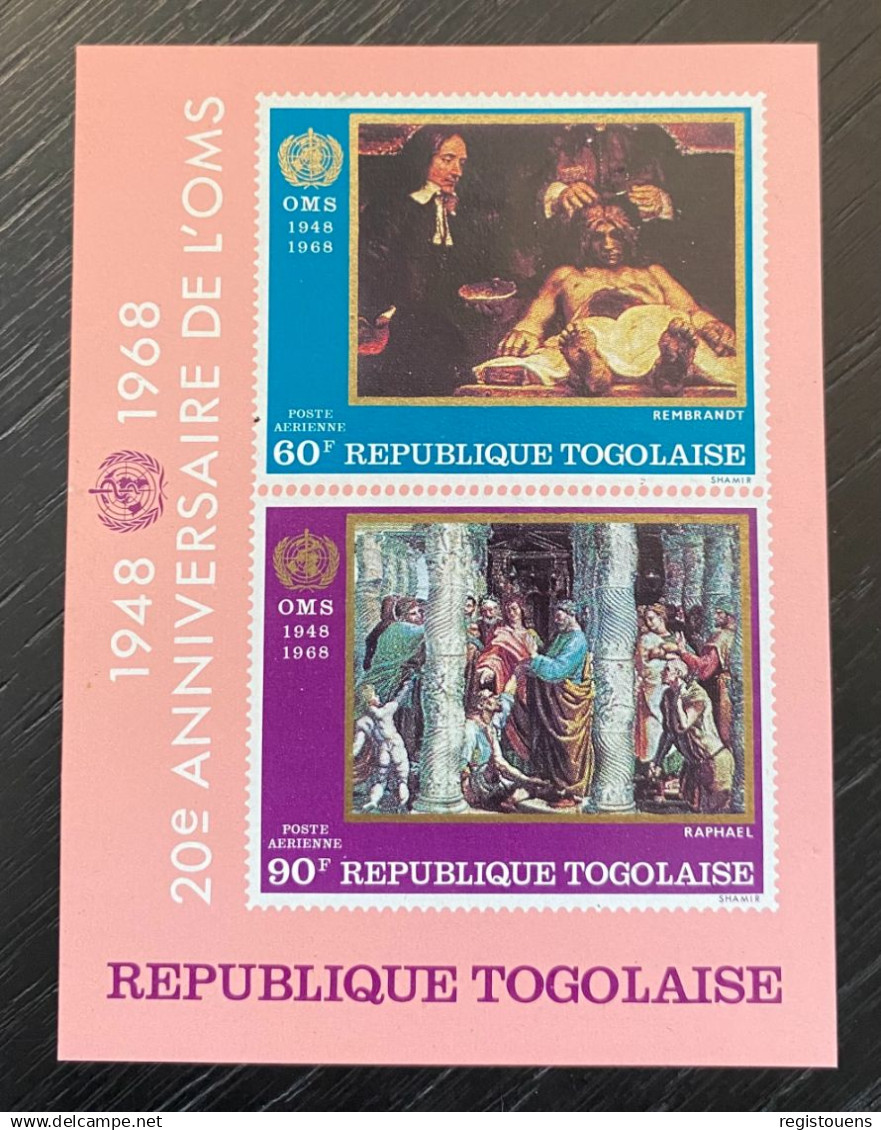 1948 1968
20e ANNIVERSAIRE DE L'OMS
OMS
1948
1968
REMBRANDT
POSTE
AERIENNE
60F REPUBLIQUE TOGOLAISE
SHAMIR
OMS
1948
1968
RAPHAEL
POSTE
AERIENNE
90F REPUBLIQUE TOGOLAISE
SHAMIR
REPUBLIQUE TOGOLAISE
www.delcampe.net
registouens